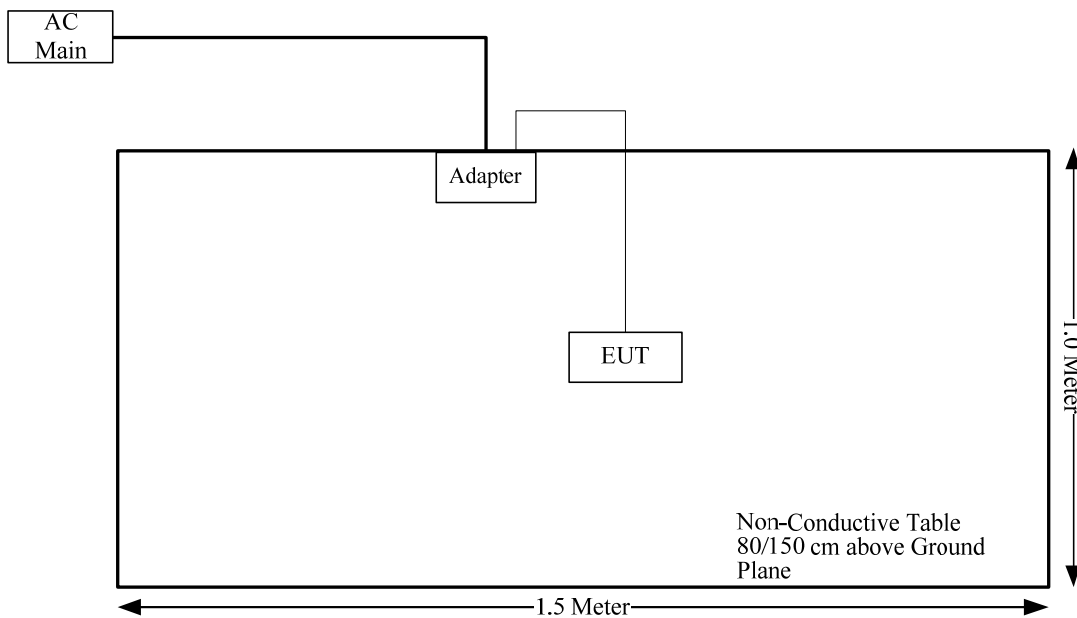 AC
Main
Adapter
EUT
1.0 Meter
Non-Conductive Table
80/150 cm above Ground
Plane
1.5 Meter